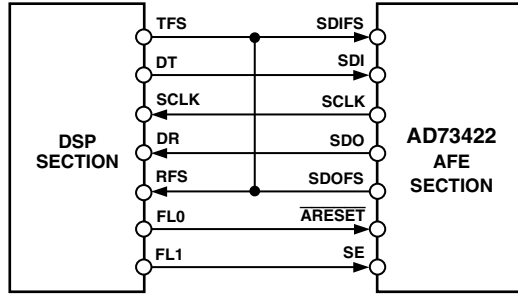 TFS SDIFS
DT SDI
SCLK SCLK
DSP
SECTION
DR SDO
RFS SDOFS
FL0 ARESET
FL1 SE
AD73422
AFE
SECTION